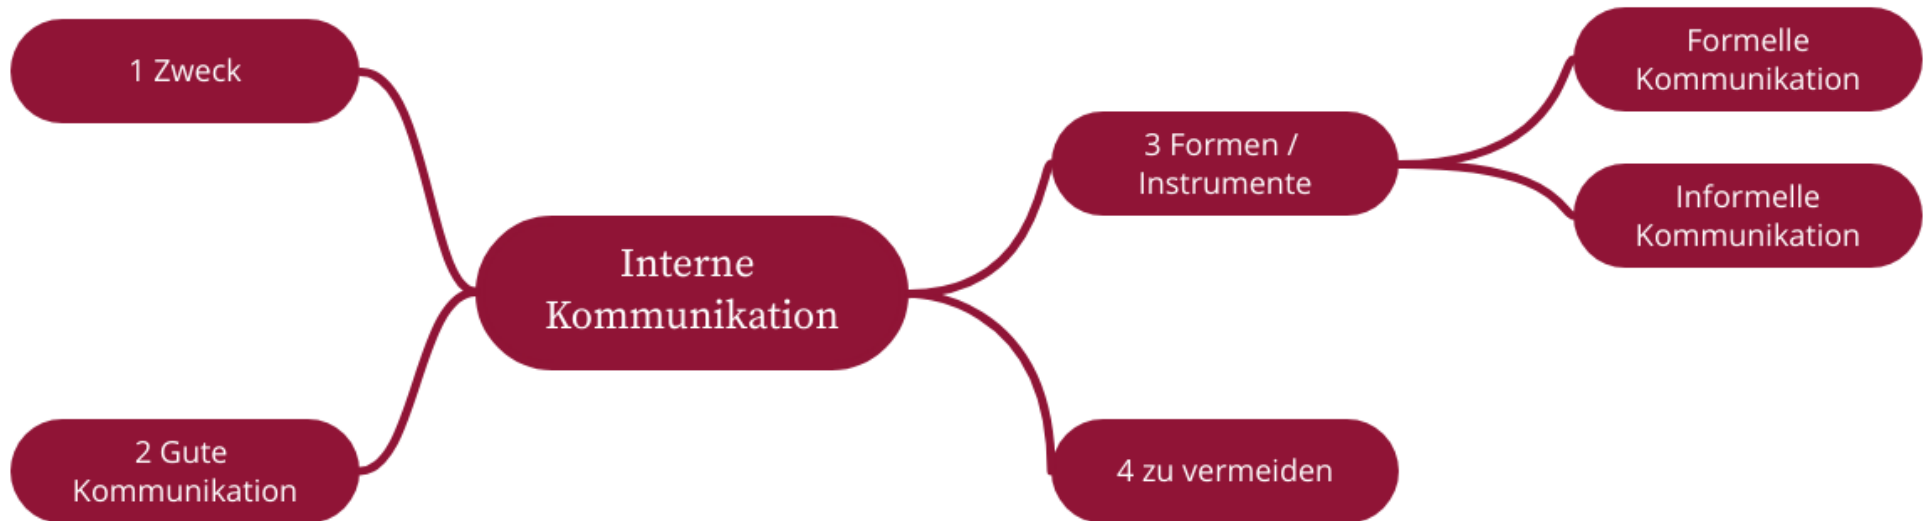 1 Zweck
2 Gute
Kommunikation
Interne
Kommunikation
3 Formen /
Instrumente
Formelle
Kommunikation
Informelle
Kommunikation
4 zu vermeiden